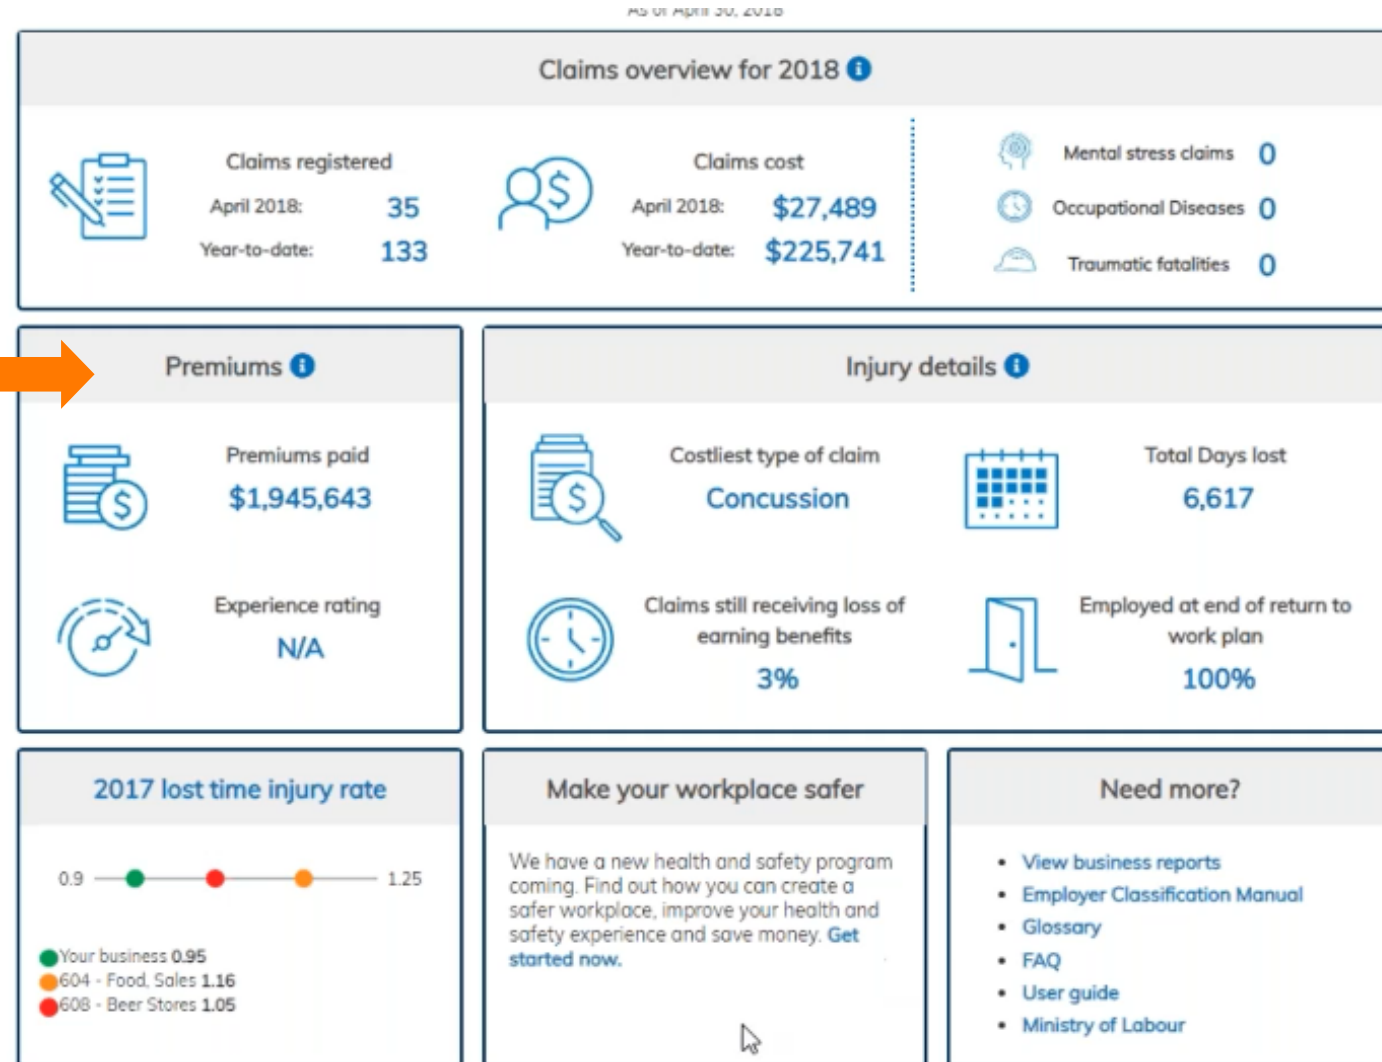 As of April 30, 2018
Claims overview for 2018
Claims registered
April 2018: 35
Year-to-date: 133
Claims cost
April 2018: $27,489
Year-to-date: $225,741
Mental stress claims 0
Occupational Diseases 0
Traumatic fatalities 0
Premiums
Premiums paid
$1,945,643
Experience rating
N/A
Injury details
Costliest type of claim
Concussion
Total Days lost
6,617
Claims still receiving loss of
earning benefits
3%
Employed at end of return to
work plan
100%
2017 lost time injury rate
0.9 1.25
Your business 0.95
604 - Food, Sales 1.16
608 - Beer Stores 1.05
Make your workplace safer
We have a new health and safety program
coming. Find out how you can create a
safer workplace, improve your health and
safety experience and save money. Get
started now.
Need more?
• View business reports
• Employer Classification Manual
• Glossary
• FAQ
• User guide
• Ministry of Labour